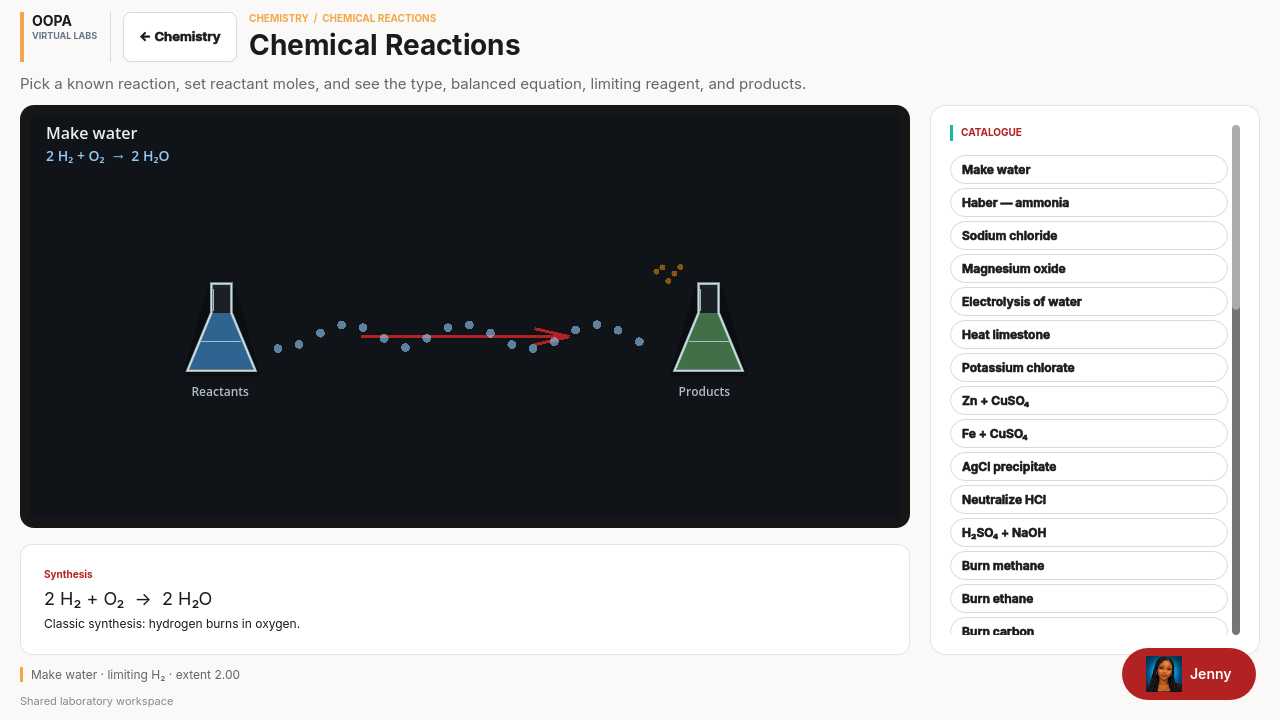 OOPA
VIRTUAL LABS
← Chemistry
CHEMISTRY / CHEMICAL REACTIONS
Chemical Reactions
Pick a known reaction, set reactant moles, and see the type, balanced equation, limiting reagent, and products.
Make water
2 H₂ + O₂ → 2 H₂O
Reactants
Products
Synthesis
2 H₂ + O₂ → 2 H₂O
Classic synthesis: hydrogen burns in oxygen.
Make water · limiting H₂ · extent 2.00
Shared laboratory workspace
CATALOGUE
Make water
Haber — ammonia
Sodium chloride
Magnesium oxide
Electrolysis of water
Heat limestone
Potassium chlorate
Zn + CuSO₄
Fe + CuSO₄
AgCl precipitate
Neutralize HCl
H₂SO₄ + NaOH
Burn methane
Burn ethane
Burn carbon
Jenny